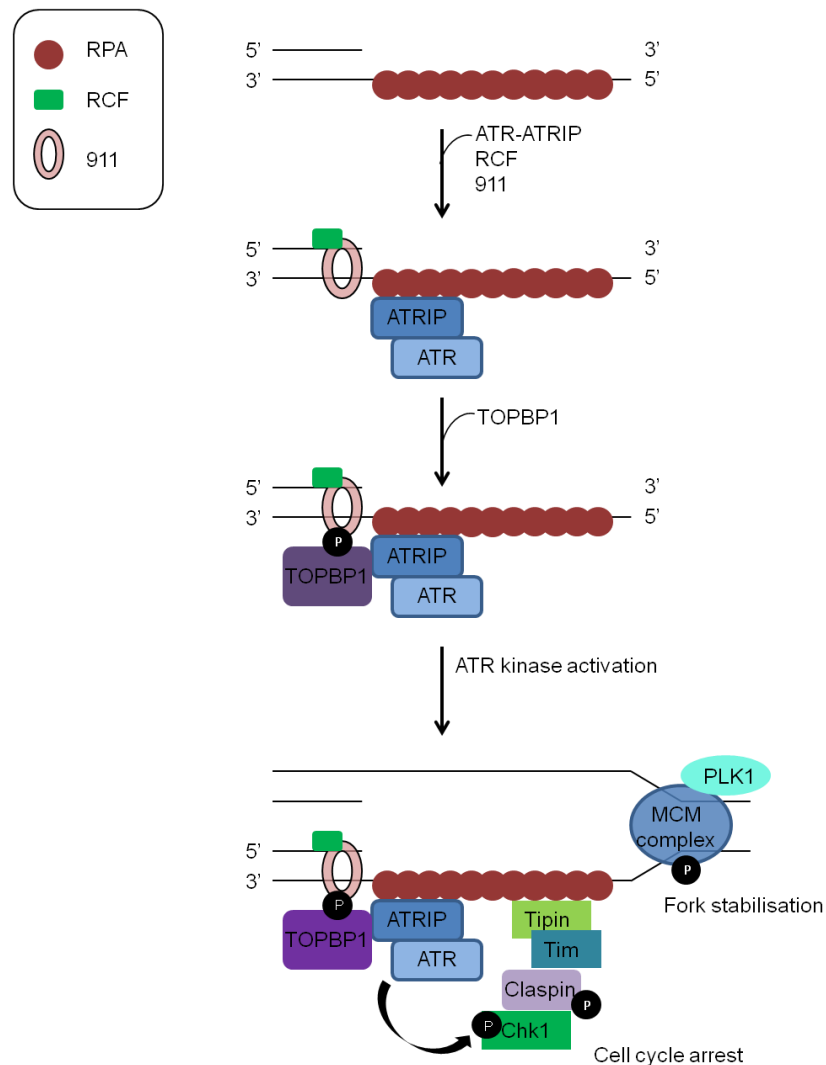 RPA
RCF
911
5’ 3’
3’ 5’
ATR-ATRIP
RCF
911
5’ 3’
3’ 5’
ATRIP
ATR
TOPBP1
5’ 3’
3’ 5’
P
TOPBP1 ATRIP
ATR
ATR kinase activation
PLK1
MCM
complex
5’
3’
P
P
Fork stabilisation
TOPBP1 ATRIP Tipin
ATR Tim
Claspin
P
P Chk1
Cell cycle arrest